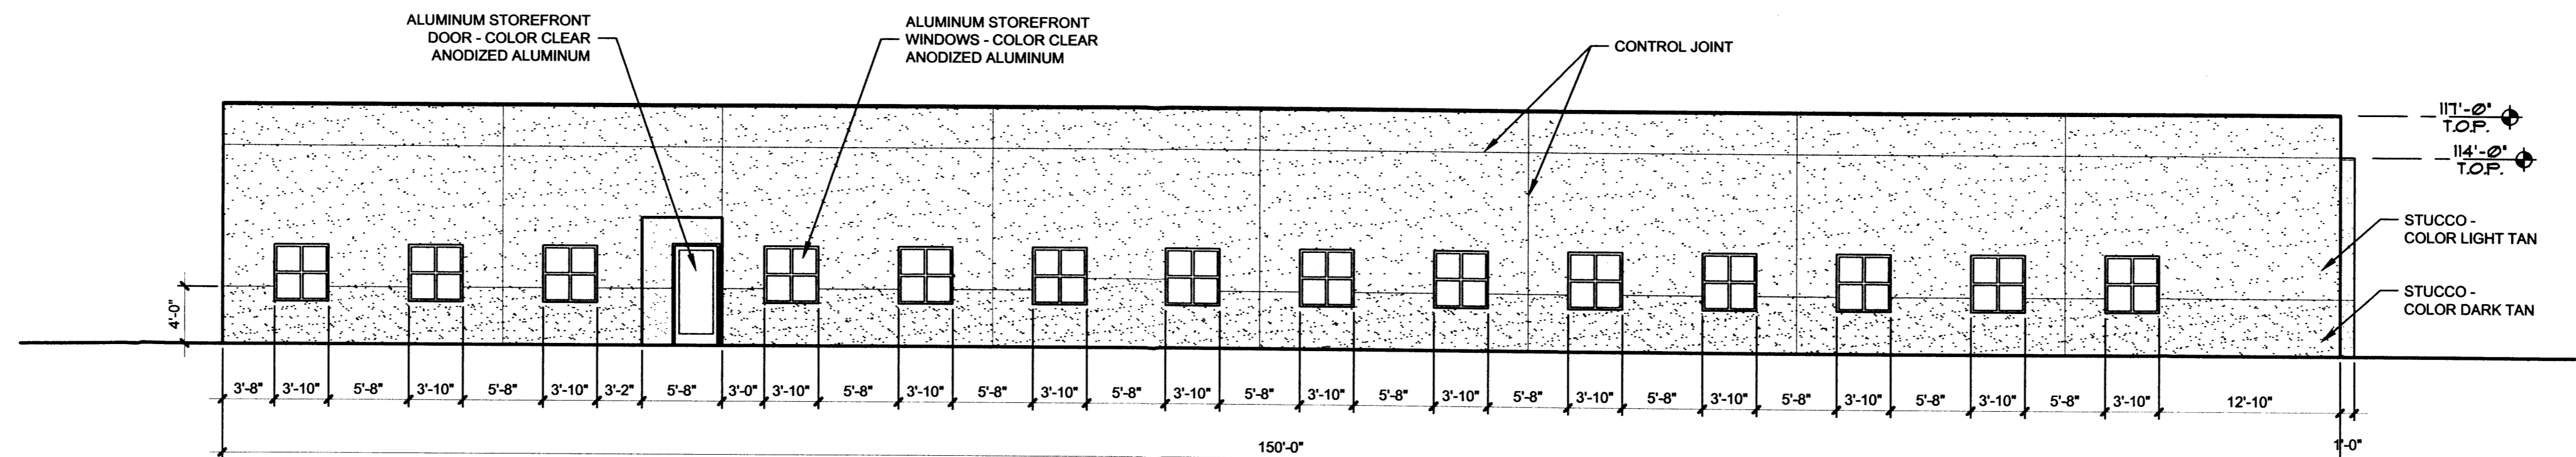 ALUMINUM STOREFRONT
DOOR - COLOR CLEAR
ANODIZED ALUMINUM
ALUMINUM STOREFRONT
WINDOWS - COLOR CLEAR
ANODIZED ALUMINUM
CONTROL JOINT
117'-0"
T.O.P.
114'-0"
T.O.P.
STUCCO -
COLOR LIGHT TAN
STUCCO -
COLOR DARK TAN
4'-0"
3'-8" 3'-10" 5'-8" 3'-10" 5'-8" 3'-10" 3'-2" 5'-8" 3'-0" 3'-10" 5'-8" 3'-10" 5'-8" 3'-10" 5'-8" 3'-10" 5'-8" 3'-10" 5'-8" 3'-10" 5'-8" 3'-10" 5'-8" 3'-10" 5'-8" 3'-10" 5'-8" 3'-10" 5'-8" 3'-10" 12'-10"
150'-0" 1'-0"